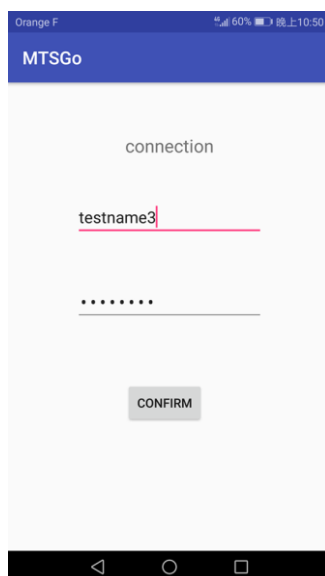 Orange F 60% 晚上10:50
MTSGo
connection
testname3
••••••••
CONFIRM